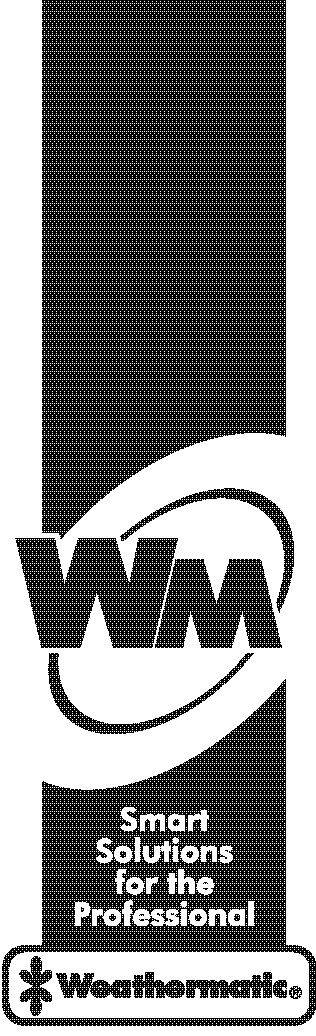 WM
Smart
Solutions
for the
Professional
Weathermatic®